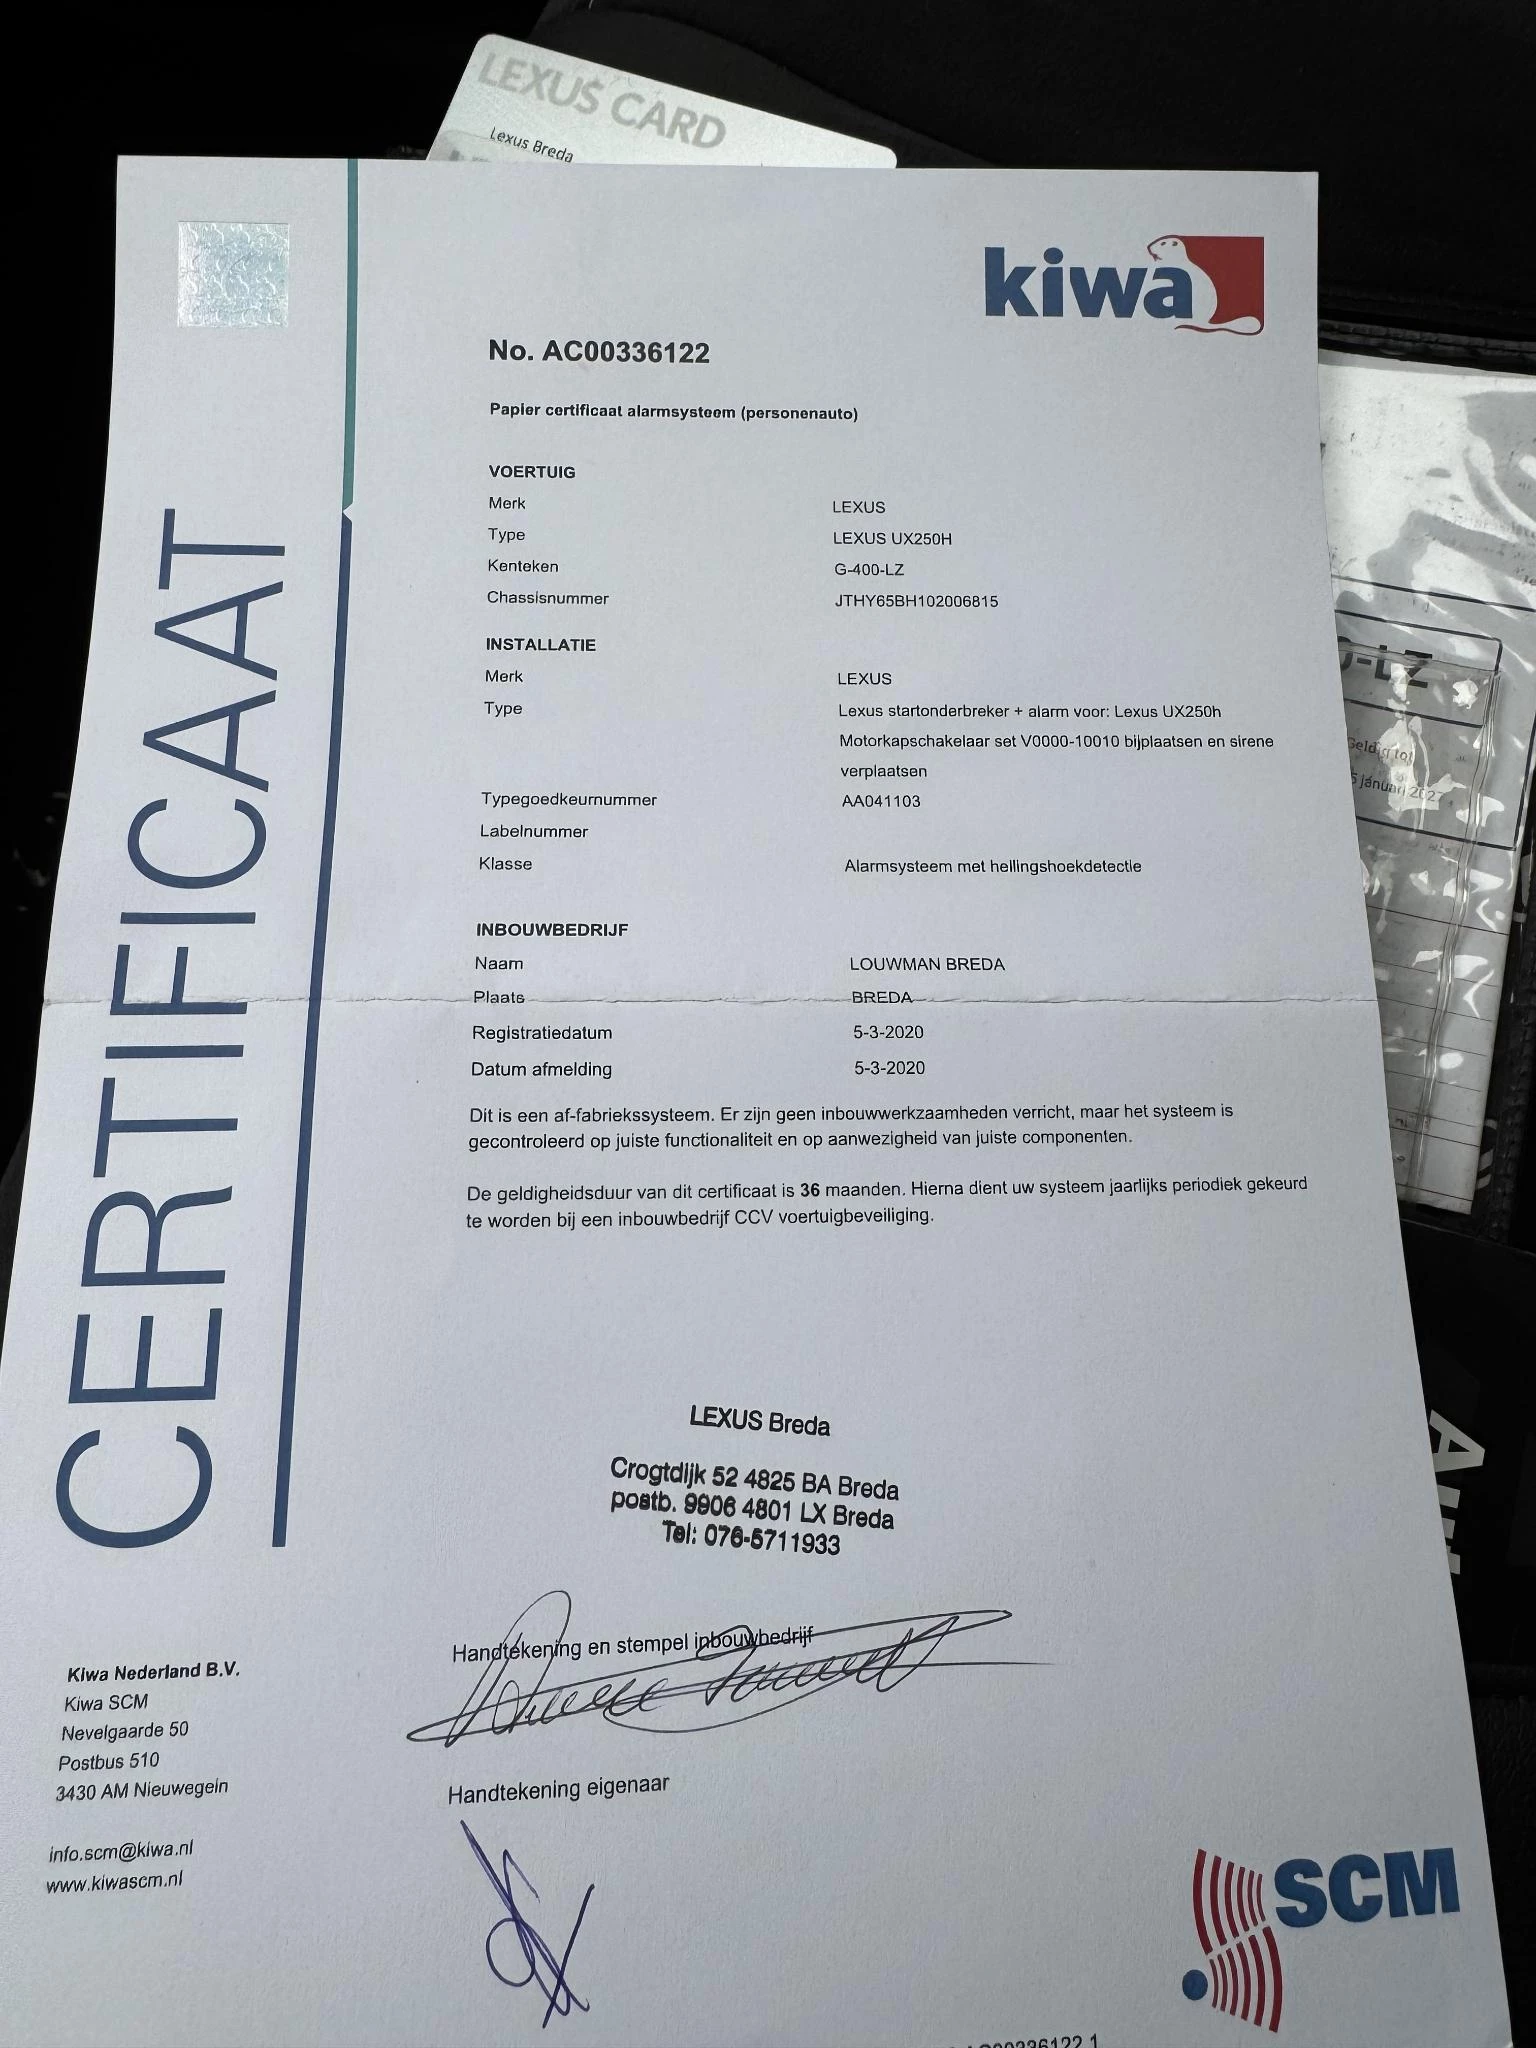 LEXUS CARD
Lexus Breda
kiwa
CERTIFICAAT
No. AC00336122
Papier certificaat alarmsysteem (personenauto)
VOERTUIG
Merk LEXUS
Type LEXUS UX250H
Kenteken G-400-LZ
Chassisnummer JTHY65BH102006815
INSTALLATIE
Merk LEXUS
Type Lexus startonderbreker + alarm voor: Lexus UX250h
Motorkapschakelaar set V0000-10010 bijplaatsen en sirene
verplaatsen
Typegoedkeurnummer AA041103
Labelnummer
Klasse Alarmsysteem met hellingshoekdetectie
INBOUWBEDRIJF
Naam LOUWMAN BREDA
Plaats BREDA
Registratiedatum 5-3-2020
Datum afmelding 5-3-2020
Dit is een af-fabriekssysteem. Er zijn geen inbouwwerkzaamheden verricht, maar het systeem is
gecontroleerd op juiste functionaliteit en op aanwezigheid van juiste componenten.
De geldigheidsduur van dit certificaat is 36 maanden. Hierna dient uw systeem jaarlijks periodiek gekeurd
te worden bij een inbouwbedrijf CCV voertuigbeveiliging.
LEXUS Breda
Crogtdijk 52 4825 BA Breda
postb. 9906 4801 LX Breda
Tel: 076-5711933
Handtekening en stempel inbouwbedrijf
Handtekening eigenaar
Kiwa Nederland B.V.
Kiwa SCM
Nevelgaarde 50
Postbus 510
3430 AM Nieuwegein
info.scm@kiwa.nl
www.kiwascm.nl
SCM
-LZ
Geldig tot
januari 2027